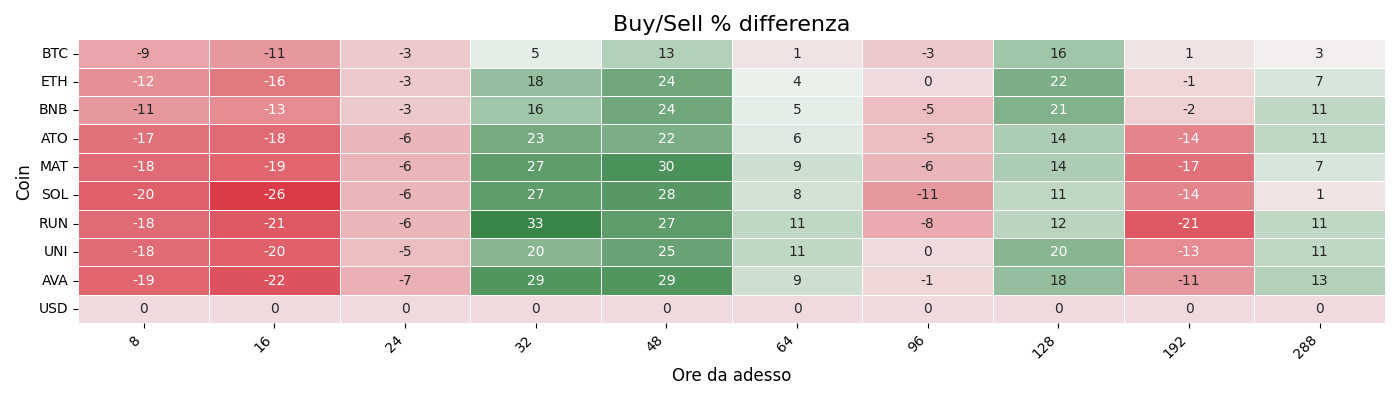 Buy/Sell % differenza
Coin
BTC -9 -11 -3 5 13 1 -3 16 1 3
ETH -12 -16 -3 18 24 4 0 22 -1 7
BNB -11 -13 -3 16 24 5 -5 21 -2 11
ATO -17 -18 -6 23 22 6 -5 14 -14 11
MAT -18 -19 -6 27 30 9 -6 14 -17 7
SOL -20 -26 -6 27 28 8 -11 11 -14 1
RUN -18 -21 -6 33 27 11 -8 12 -21 11
UNI -18 -20 -5 20 25 11 0 20 -13 11
AVA -19 -22 -7 29 29 9 -1 18 -11 13
USD 0 0 0 0 0 0 0 0 0 0
8 16 24 32 48 64 96 128 192 288
Ore da adesso